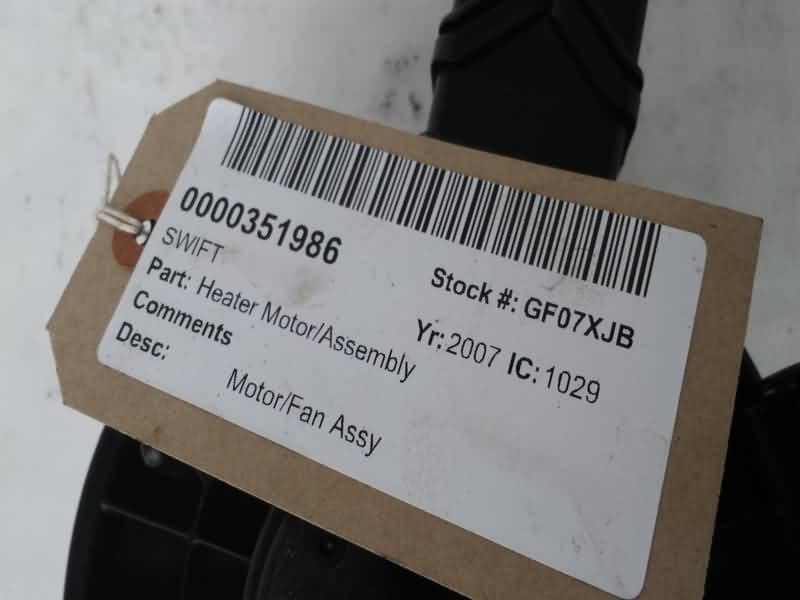 0000351986
Stock #: GF07XJB
SWIFT
Yr: 2007 IC: 1029
Part: Heater Motor/Assembly
Comments
Desc:
Motor/Fan Assy